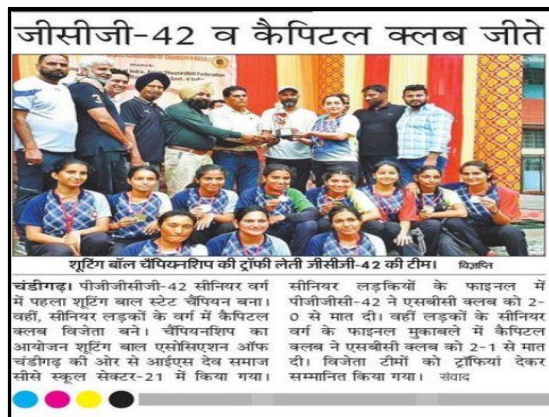 जीसीजी-42 व कैपिटल क्लब जीते
शूटिंग बॉल चैंपियनशिप की ट्रॉफी लेती जीसीजी-42 की टीम। विज्ञप्ति
चंडीगढ़। पीजीजीसीजी-42 सीनियर वर्ग
में पहला शूटिंग बाल स्टेट चैंपियन बना।
वहीं, सीनियर लड़कों के वर्ग में कैपिटल
क्लब विजेता बने। चैंपियनशिप का
आयोजन शूटिंग बाल एसोसिएशन ऑफ
चंडीगढ़ की ओर से आईएस देव समाज
सीसे स्कूल सेक्टर-21 में किया गया।
सीनियर लड़कियों के फाइनल में
पीजीजीसी-42 ने एसबीसी क्लब को 2-
0 से मात दी। वहीं लड़कों के सीनियर
वर्ग के फाइनल मुकाबले में कैपिटल
क्लब ने एसबीसी क्लब को 2-1 से मात
दी। विजेता टीमों को ट्रॉफियां देकर
सम्मानित किया गया। संवाद